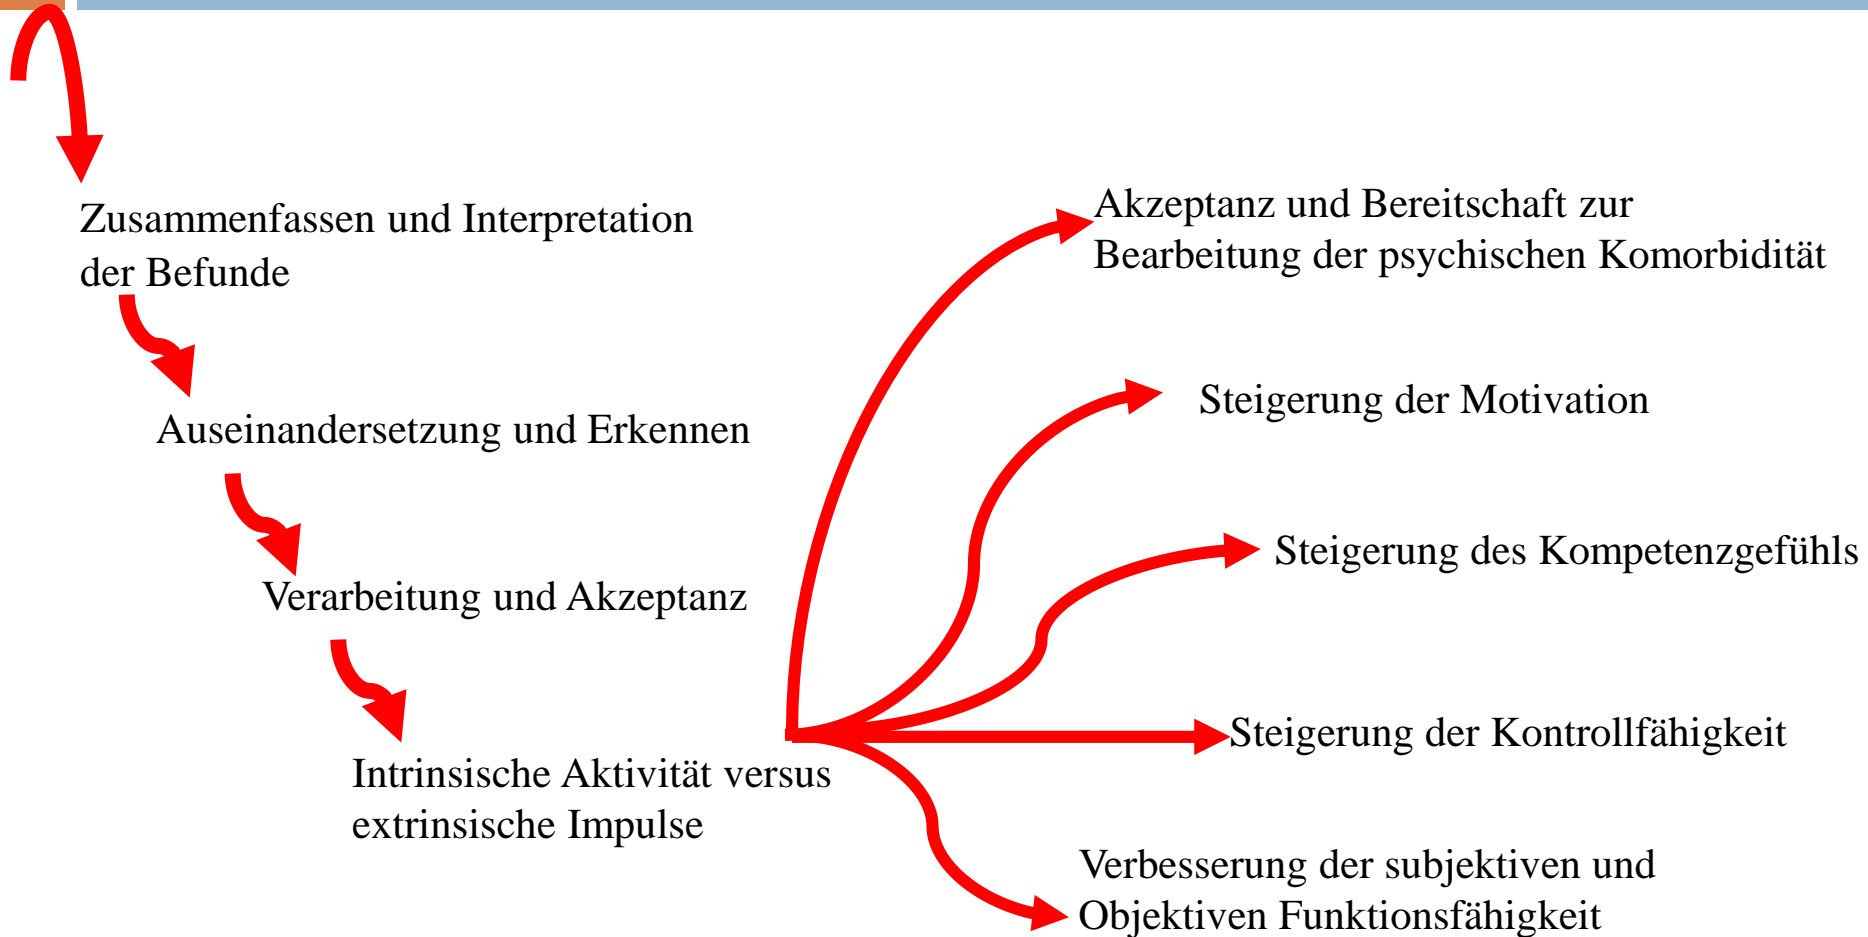 Zusammenfassen und Interpretation
der Befunde
Auseinandersetzung und Erkennen
Verarbeitung und Akzeptanz
Intrinsische Aktivität versus
extrinsische Impulse
Akzeptanz und Bereitschaft zur
Bearbeitung der psychischen Komorbidität
Steigerung der Motivation
Steigerung des Kompetenzgefühls
Steigerung der Kontrollfähigkeit
Verbesserung der subjektiven und
Objektiven Funktionsfähigkeit